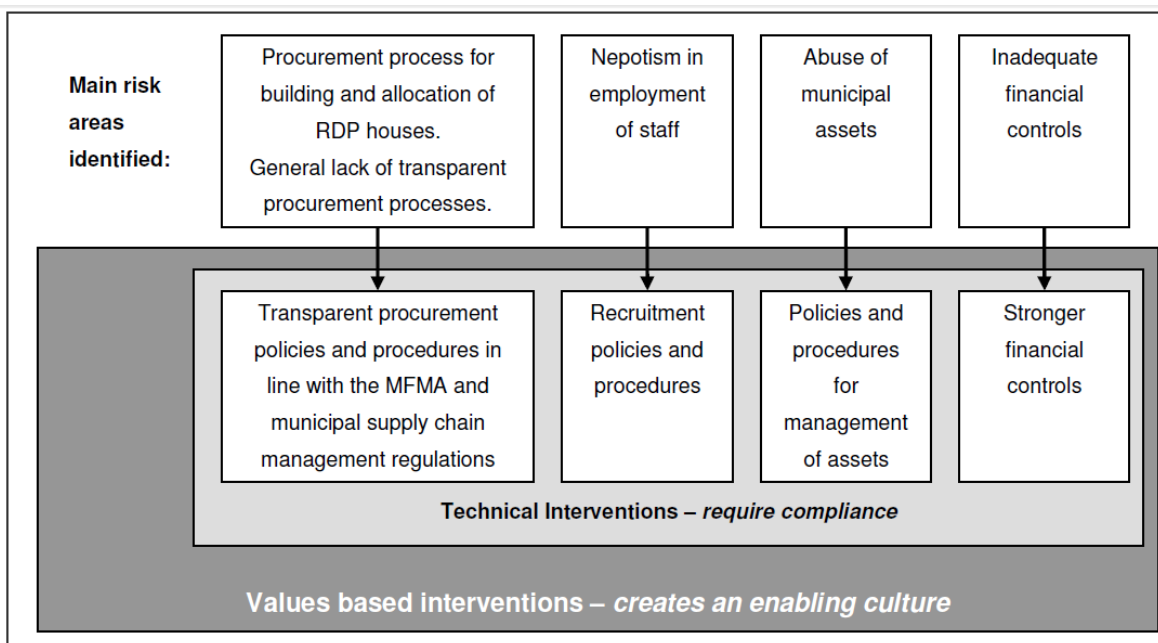 Main risk
areas
identified:
Procurement process for
building and allocation of
RDP houses.
General lack of transparent
procurement processes.
Nepotism in
employment
of staff
Abuse of
municipal
assets
Inadequate
financial
controls
Transparent procurement
policies and procedures in
line with the MFMA and
municipal supply chain
management regulations
Recruitment
policies and
procedures
Policies and
procedures
for
management
of assets
Stronger
financial
controls
Technical Interventions – require compliance
Values based interventions – creates an enabling culture